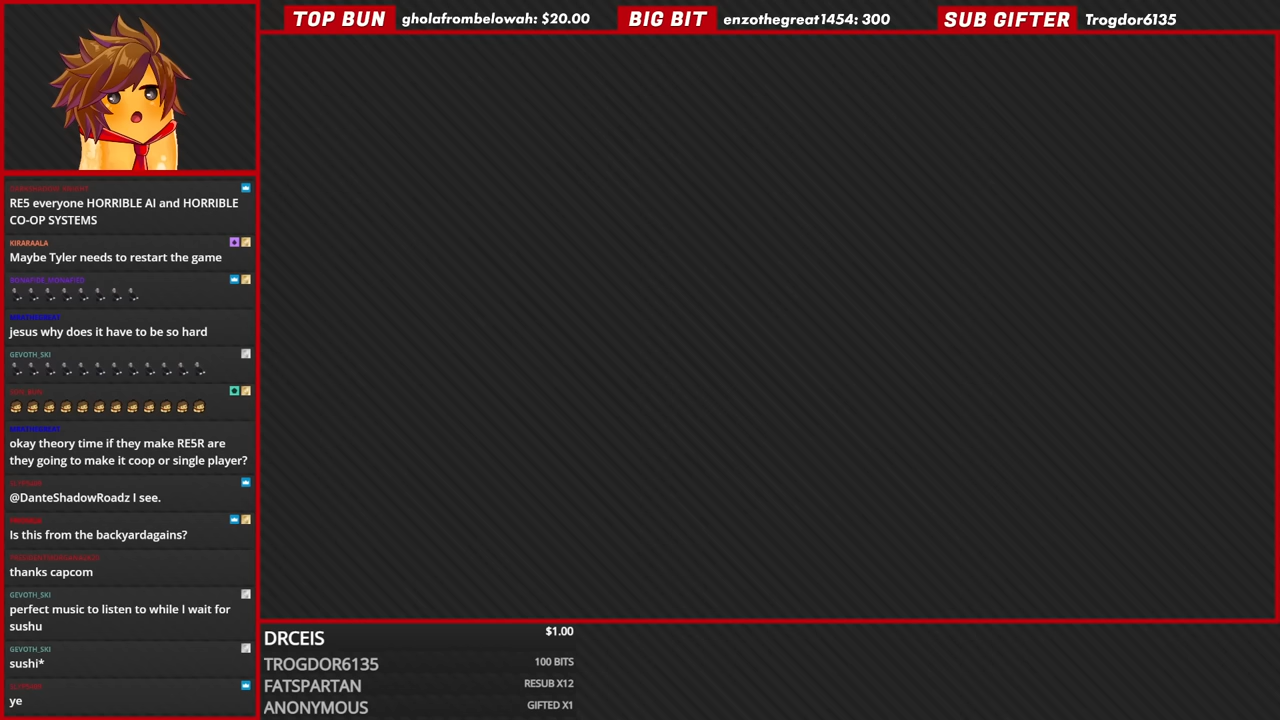 TOP BUN gholafrombelowah: $20.00 BIG BIT enzothegreat1454: 300 SUB GIFTER Trogdor6135
RE5 everyone HORRIBLE AI and HORRIBLE
CO-OP SYSTEMS
KIRARAALA
Maybe Tyler needs to restart the game
BONAFIDE_MONAFIED
MRAYTHEGREAT
jesus why does it have to be so hard
GEVOTH_SKI
MRAYTHEGREAT
okay theory time if they make RE5R are
they going to make it coop or single player?
@DanteShadowRoadz I see.
Is this from the backyardagains?
thanks capcom
GEVOTH_SKI
perfect music to listen to while I wait for
sushu
GEVOTH_SKI
sushi*
ye
DRCEIS $1.00
TROGDOR6135 100 BITS
FATSPARTAN RESUB X12
ANONYMOUS GIFTED X1